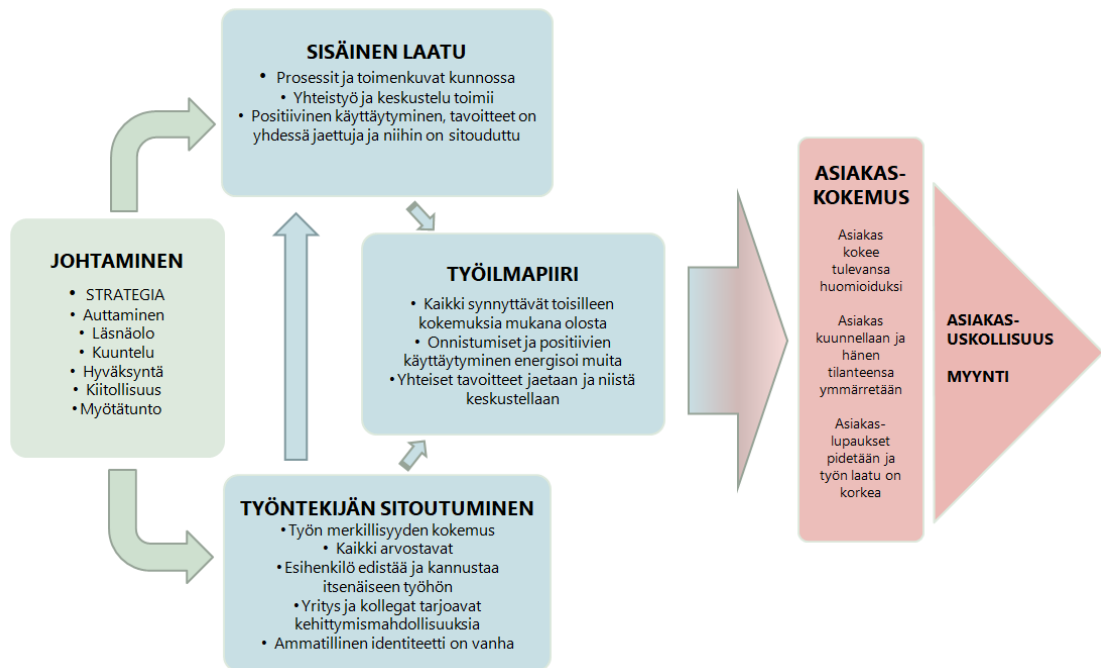 SISÄINEN LAATU
• Prosessit ja toimenkuvat kunnossa
• Yhteistyö ja keskustelu toimii
• Positiivinen käyttäytyminen, tavoitteet on
yhdessä jaettuja ja niihin on sitouduttu
JOHTAMINEN
• STRATEGIA
• Auttaminen
• Läsnäolo
• Kuuntelu
• Hyväksyntä
• Kiitollisuus
• Myötätunto
TYÖILMAPIIRI
• Kaikki synnyttävät toisilleen
kokemuksia mukana olosta
• Onnistumiset ja positiivien
käyttäytyminen energisoi muita
• Yhteiset tavoitteet jaetaan ja niistä
keskustellaan
TYÖNTEKIJÄN SITOUTUMINEN
• Työn merkillisyyden kokemus
• Kaikki arvostavat
• Esihenkilö edistää ja kannustaa
itsenäiseen työhön
• Yritys ja kollegat tarjoavat
kehittymismahdollisuuksia
• Ammatillinen identiteetti on vanha
ASIAKAS-
KOKEMUS
Asiakas
kokee
tulevansa
huomioiduksi
Asiakas
kuunnellaan ja
hänen
tilanteensa
ymmärretään
Asiakas-
lupaukset
pidetään ja
työn laatu on
korkea
ASIAKAS-
USKOLLISUUS
MYYNTI